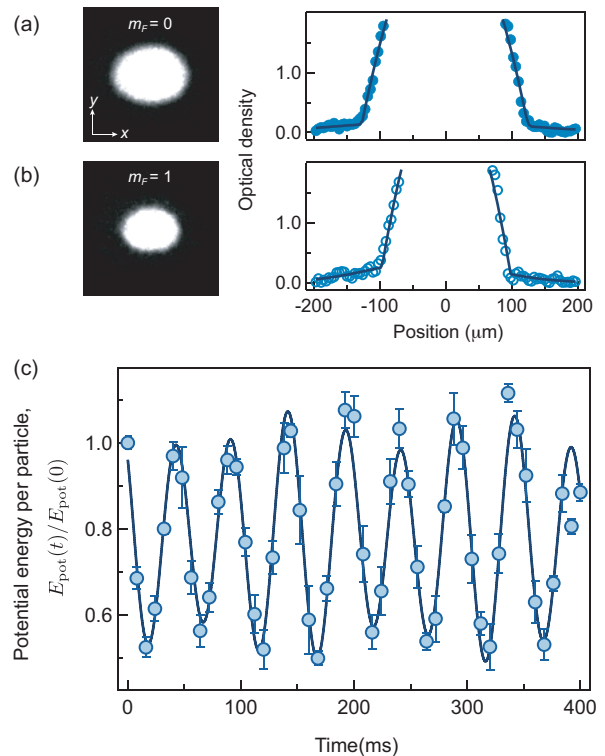 (a)
m_F = 0
y
x
1.0
0.0
(b)
m_F = 1
Optical density
1.0
0.0
-200 -100 0 100 200
Position (μm)
(c)
Potential energy per particle,
E_pot(t)/E_pot(0)
1.0
0.8
0.6
0 100 200 300 400
Time(ms)